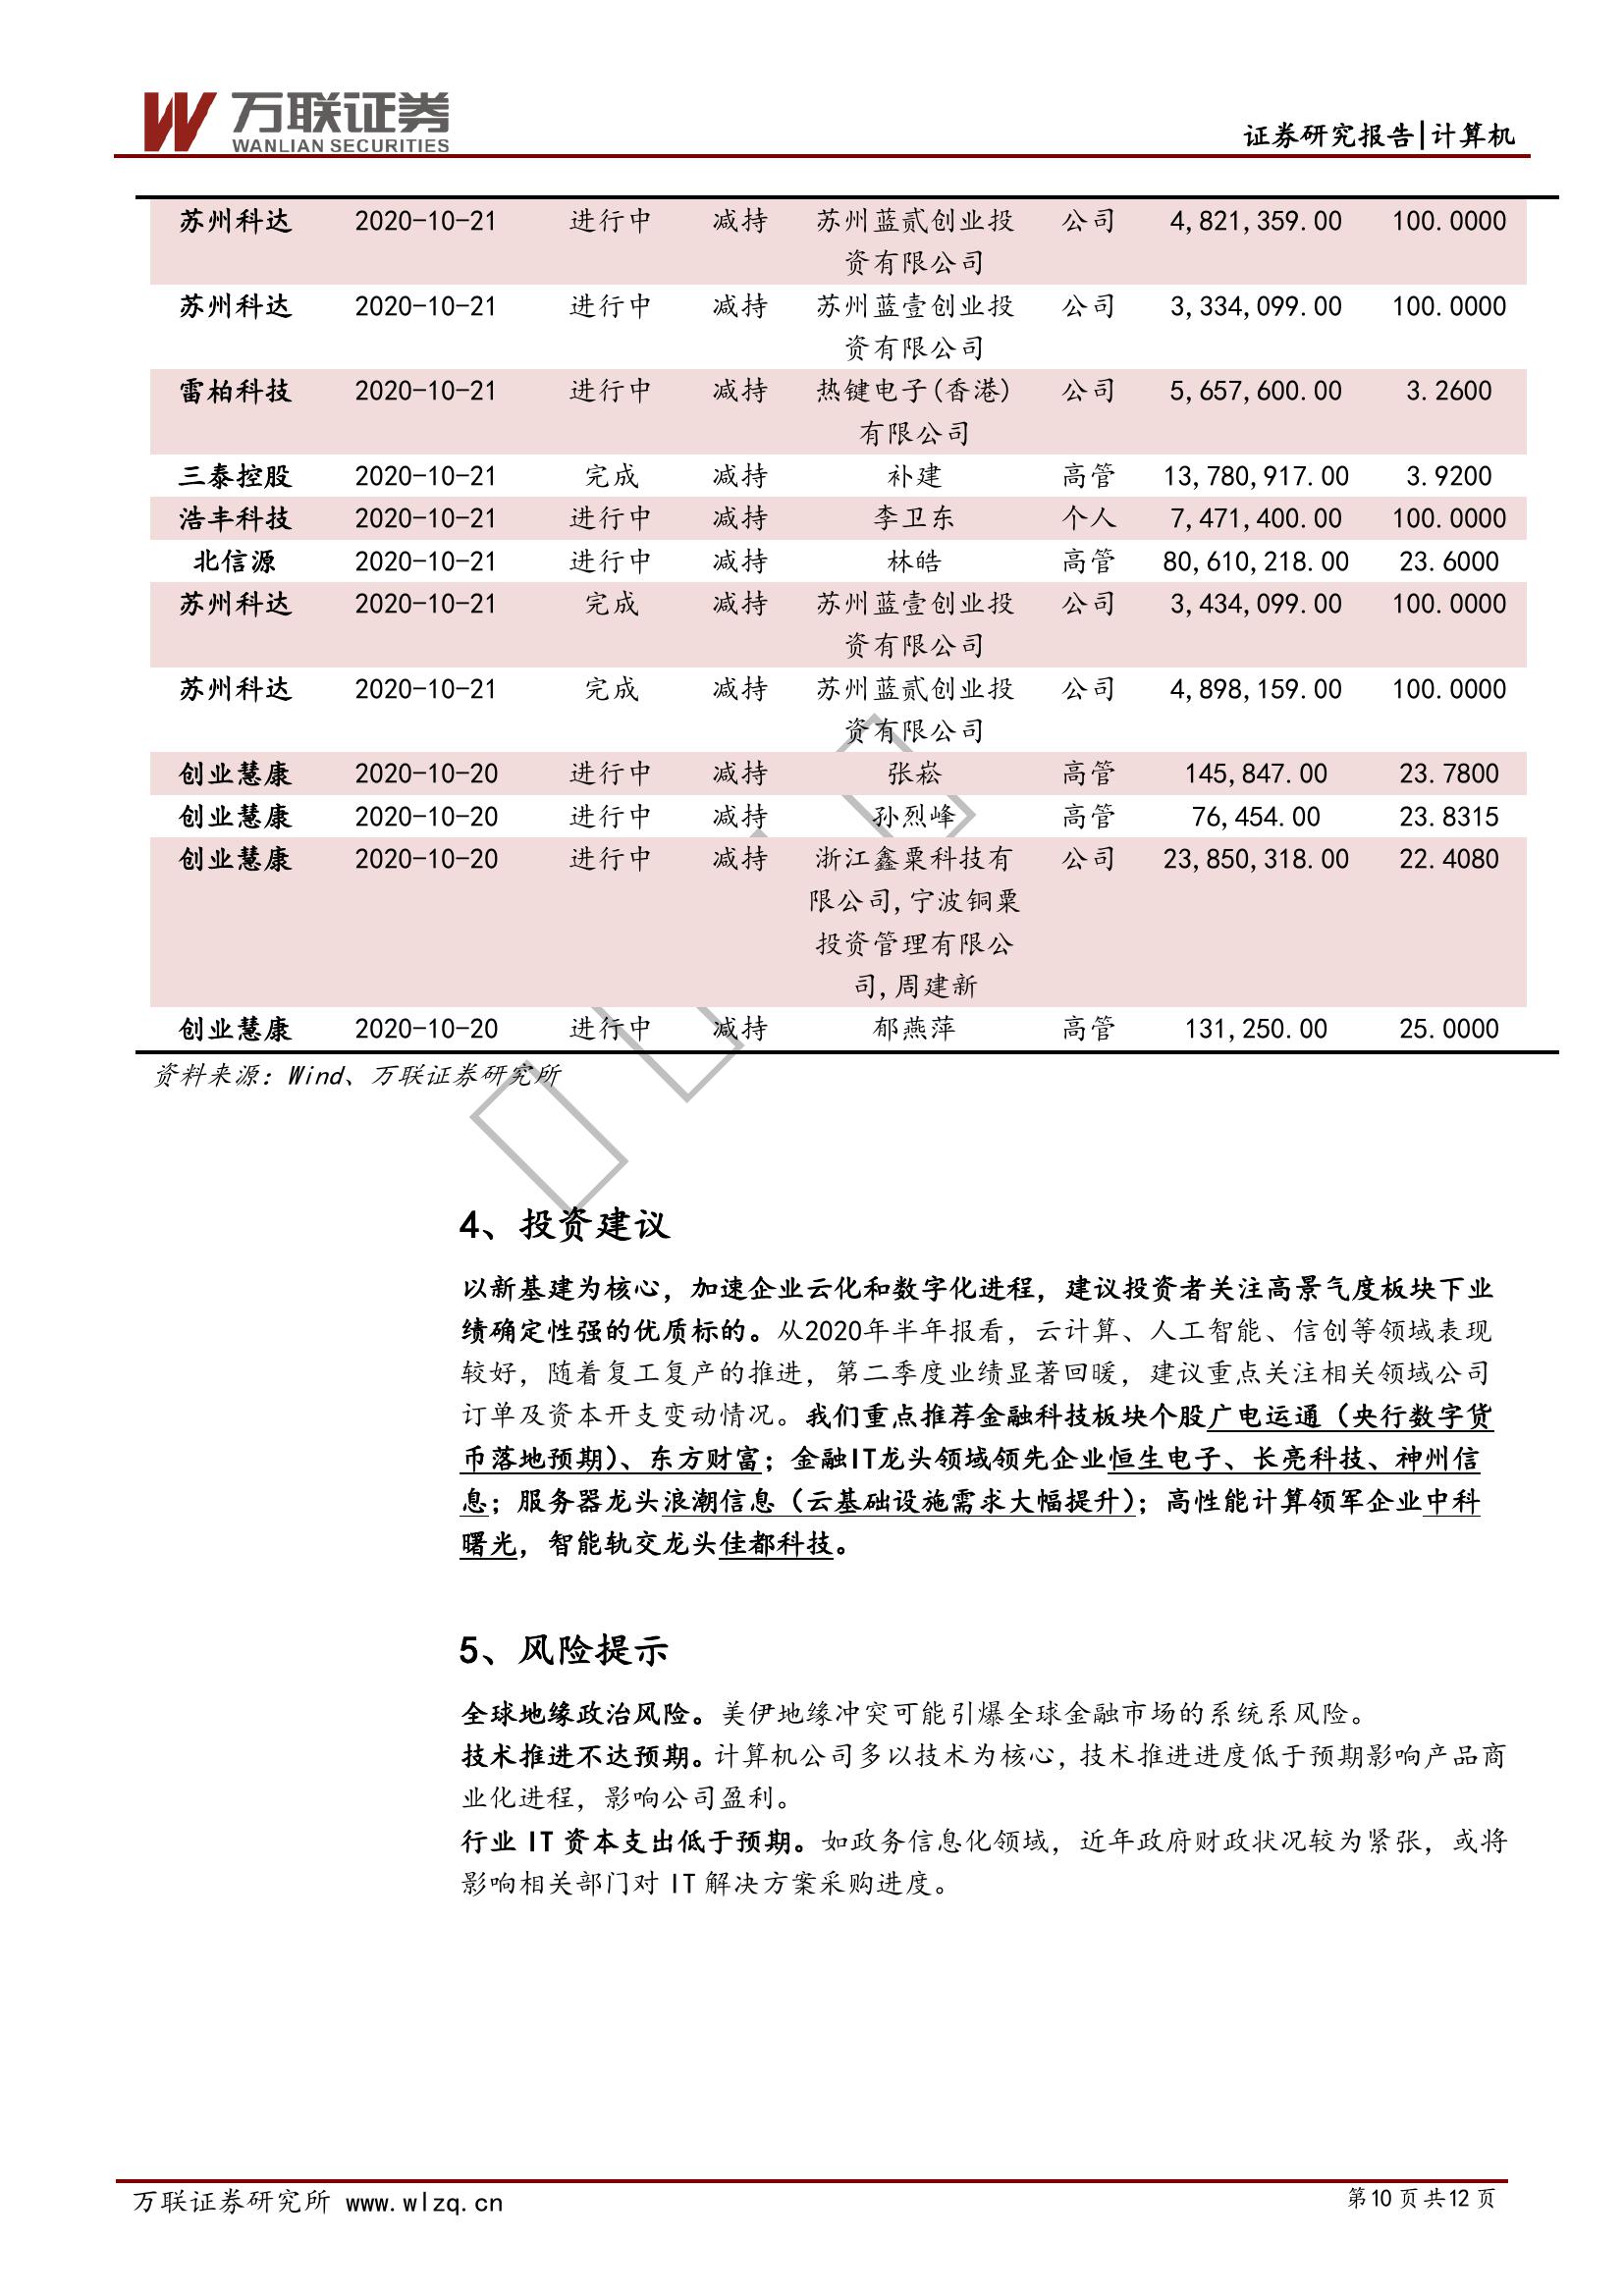 万联证券
WANLIAN SECURITIES
证券研究报告|计算机
苏州科达 2020-10-21 进行中 减持 苏州蓝贰创业投 公司 4,821,359.00 100.0000
资有限公司
苏州科达 2020-10-21 进行中 减持 苏州蓝壹创业投 公司 3,334,099.00 100.0000
资有限公司
雷柏科技 2020-10-21 进行中 减持 热键电子(香港) 公司 5,657,600.00 3.2600
有限公司
三泰控股 2020-10-21 完成 减持 补建 高管 13,780,917.00 3.9200
浩丰科技 2020-10-21 进行中 减持 李卫东 个人 7,471,400.00 100.0000
北信源 2020-10-21 进行中 减持 林皓 高管 80,610,218.00 23.6000
苏州科达 2020-10-21 完成 减持 苏州蓝壹创业投 公司 3,434,099.00 100.0000
资有限公司
苏州科达 2020-10-21 完成 减持 苏州蓝贰创业投 公司 4,898,159.00 100.0000
资有限公司
创业慧康 2020-10-20 进行中 减持 张崧 高管 145,847.00 23.7800
创业慧康 2020-10-20 进行中 减持 孙烈峰 高管 76,454.00 23.8315
创业慧康 2020-10-20 进行中 减持 浙江鑫粟科技有 公司 23,850,318.00 22.4080
限公司,宁波铜粟
投资管理有限公
司,周建新
创业慧康 2020-10-20 进行中 减持 郁燕萍 高管 131,250.00 25.0000
资料来源：Wind、万联证券研究所
4、投资建议
以新基建为核心，加速企业云化和数字化进程，建议投资者关注高景气度板块下业
绩确定性强的优质标的。从2020年半年报看，云计算、人工智能、信创等领域表现
较好，随着复工复产的推进，第二季度业绩显著回暖，建议重点关注相关领域公司
订单及资本开支变动情况。我们重点推荐金融科技板块个股广电运通（央行数字货
币落地预期）、东方财富；金融IT龙头领域领先企业恒生电子、长亮科技、神州信
息；服务器龙头浪潮信息（云基础设施需求大幅提升）；高性能计算领军企业中科
曙光，智能轨交龙头佳都科技。
5、风险提示
全球地缘政治风险。美伊地缘冲突可能引爆全球金融市场的系统系风险。
技术推进不达预期。计算机公司多以技术为核心，技术推进进度低于预期影响产品商
业化进程，影响公司盈利。
行业 IT 资本支出低于预期。如政务信息化领域，近年政府财政状况较为紧张，或将
影响相关部门对 IT 解决方案采购进度。
万联证券研究所 www.wlzq.cn
第10 页 共12 页